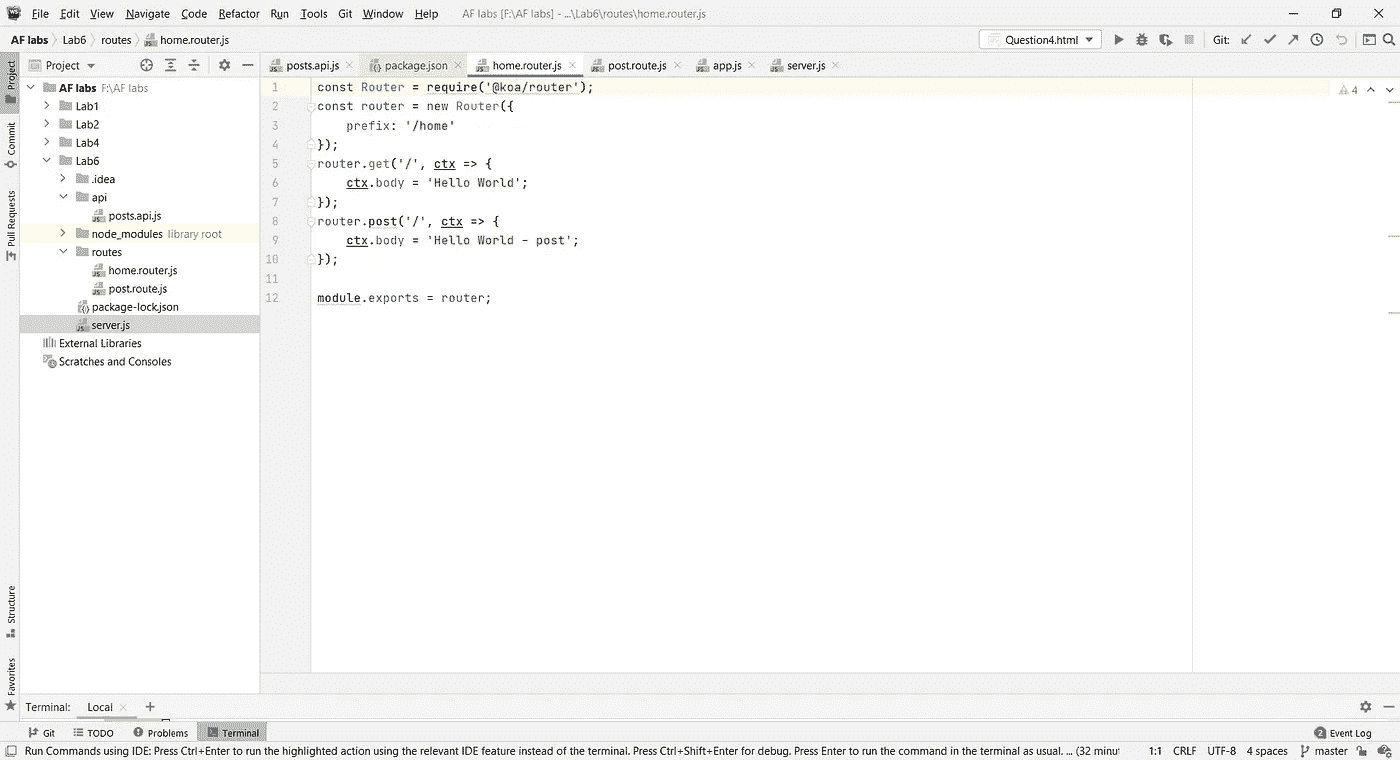 WS File Edit View Navigate Code Refactor Run Tools Git Window Help AF labs [F:\AF labs] - ...\Lab6\routes\home.router.js
AF labs Lab6 routes home.router.js Question4.html Git:
Project posts.api.js package.json home.router.js post.route.js app.js server.js
Project
Commit
Pull Requests
Structure
Favorites
AF labs F:\AF labs
Lab1
Lab2
Lab4
Lab6
.idea
api
posts.api.js
node_modules library root
routes
home.router.js
post.route.js
package-lock.json
server.js
External Libraries
Scratches and Consoles
4
1 const Router = require('@koa/router');
2 const router = new Router({
3 prefix: '/home'
4 });
5 router.get('/', ctx => {
6 ctx.body = 'Hello World';
7 });
8 router.post('/', ctx => {
9 ctx.body = 'Hello World - post';
10 });
11
12 module.exports = router;
Terminal: Local
Git TODO Problems Terminal 2 Event Log
Run Commands using IDE: Press Ctrl+Enter to run the highlighted action using the relevant IDE feature instead of the terminal. Press Ctrl+Shift+Enter for debug. Press Enter to run the command in the terminal as usual. ... (32 minut 1:1 CRLF UTF-8 4 spaces master